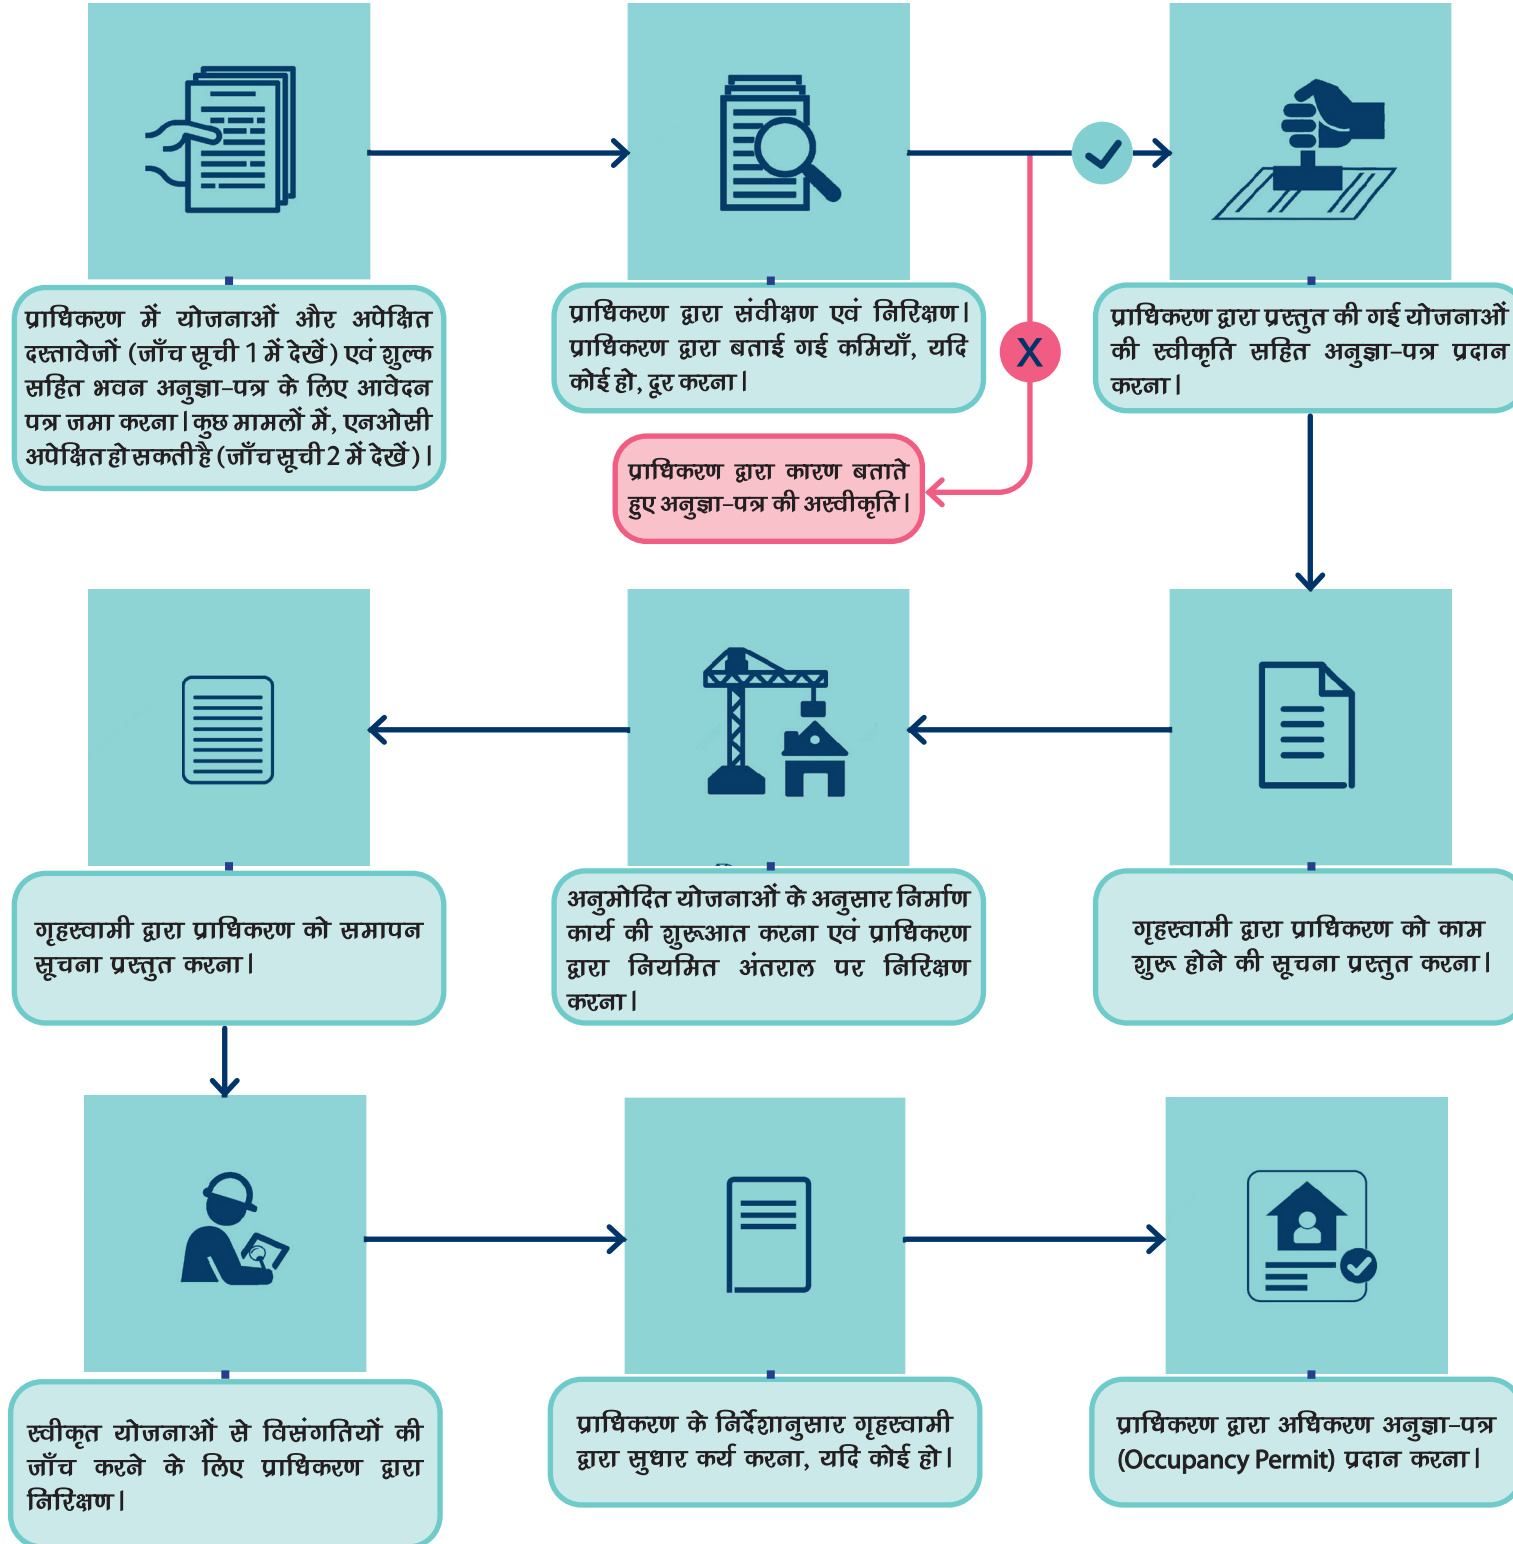 प्राधिकरण में योजनाओं और अपेक्षित
दस्तावेजों (जाँच सूची 1 में देखें) एवं शुल्क
सहित भवन अनुज्ञा-पत्र के लिए आवेदन
पत्र जमा करना। कुछ मामलों में, एनओसी
अपेक्षित हो सकती है (जाँच सूची 2 में देखें)।
प्राधिकरण द्वारा संवीक्षण एवं निरिक्षण।
प्राधिकरण द्वारा बताई गई कमियाँ, यदि
कोई हो, दूर करना।
X
प्राधिकरण द्वारा कारण बताते
हुए अनुज्ञा-पत्र की अस्वीकृति।
प्राधिकरण द्वारा प्रस्तुत की गई योजनाओं
की स्वीकृति सहित अनुज्ञा-पत्र प्रदान
करना।
गृहस्वामी द्वारा प्राधिकरण को काम
शुरू होने की सूचना प्रस्तुत करना।
अनुमोदित योजनाओं के अनुसार निर्माण
कार्य की शुरूआत करना एवं प्राधिकरण
द्वारा नियमित अंतराल पर निरिक्षण
करना।
गृहस्वामी द्वारा प्राधिकरण को समापन
सूचना प्रस्तुत करना।
स्वीकृत योजनाओं से विसंगतियों की
जाँच करने के लिए प्राधिकरण द्वारा
निरिक्षण।
प्राधिकरण के निर्देशानुसार गृहस्वामी
द्वारा सुधार कर्य करना, यदि कोई हो।
प्राधिकरण द्वारा अधिकरण अनुज्ञा-पत्र
(Occupancy Permit) प्रदान करना।